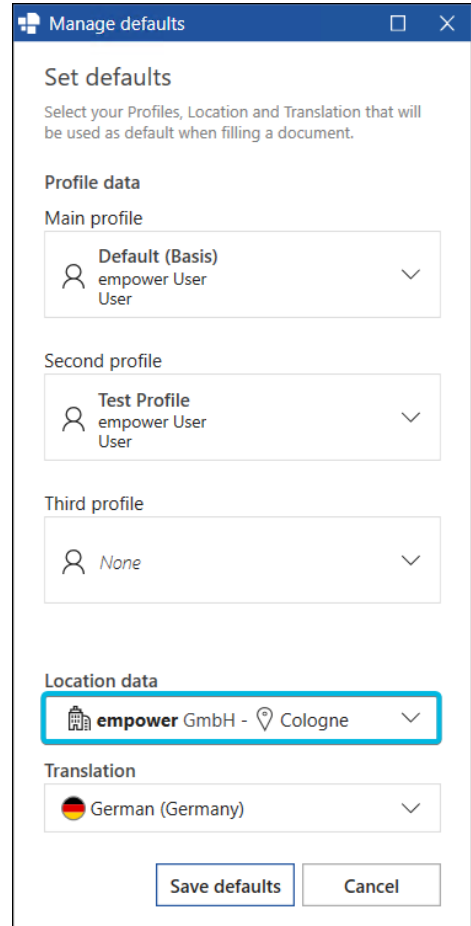 Manage defaults
Set defaults
Select your Profiles, Location and Translation that will
be used as default when filling a document.
Profile data
Main profile
Default (Basis)
empower User
User
Second profile
Test Profile
empower User
User
Third profile
None
Location data
empower GmbH - Cologne
Translation
German (Germany)
Save defaults
Cancel